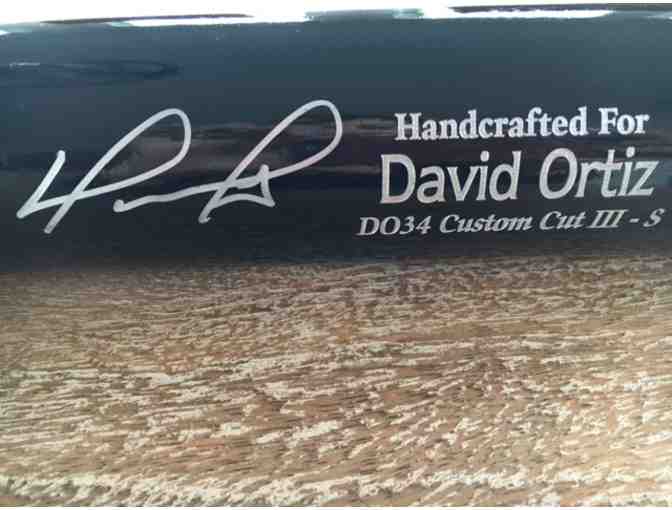 Handcrafted For
David Ortiz
DO34 Custom Cut III - S